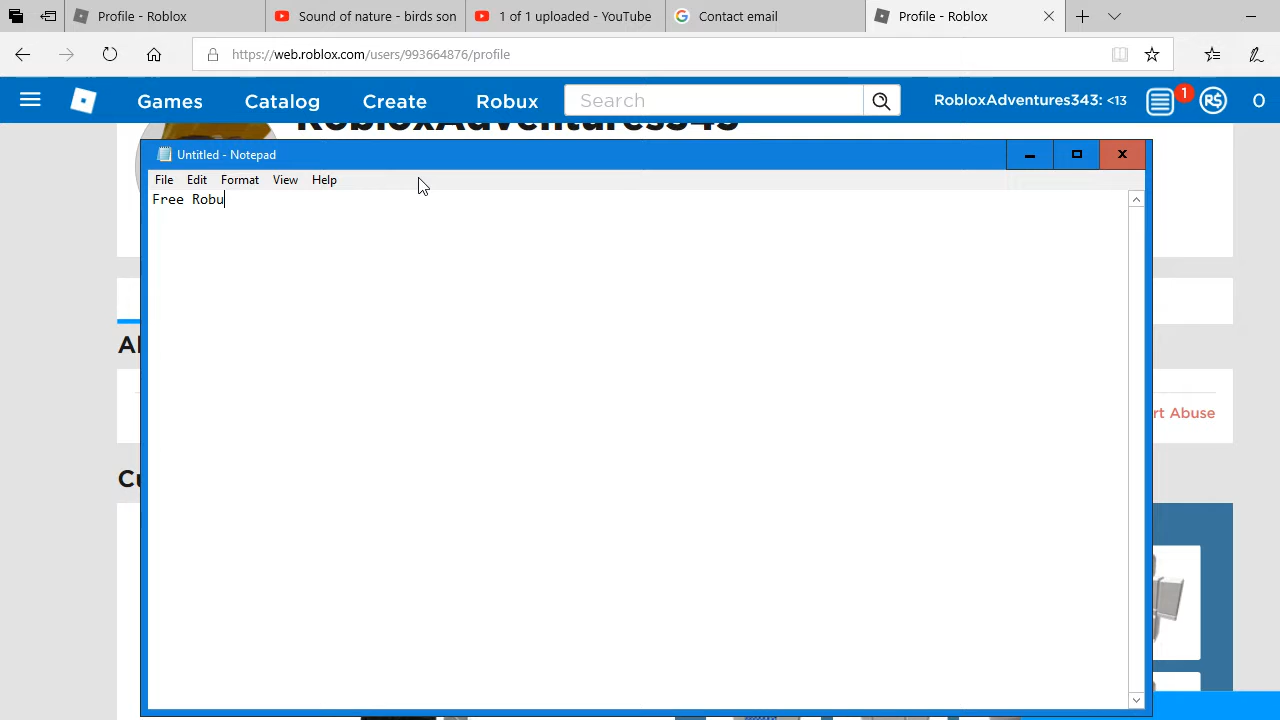 Profile - Roblox
Sound of nature - birds son
1 of 1 uploaded - YouTube
Contact email
Profile - Roblox
https://web.roblox.com/users/993664876/profile
Games
Catalog
Create
Robux
Search
RobloxAdventures343: <13
1
0
RobloxAdventures343
Untitled - Notepad
File
Edit
Format
View
Help
Free Robu
rt Abuse